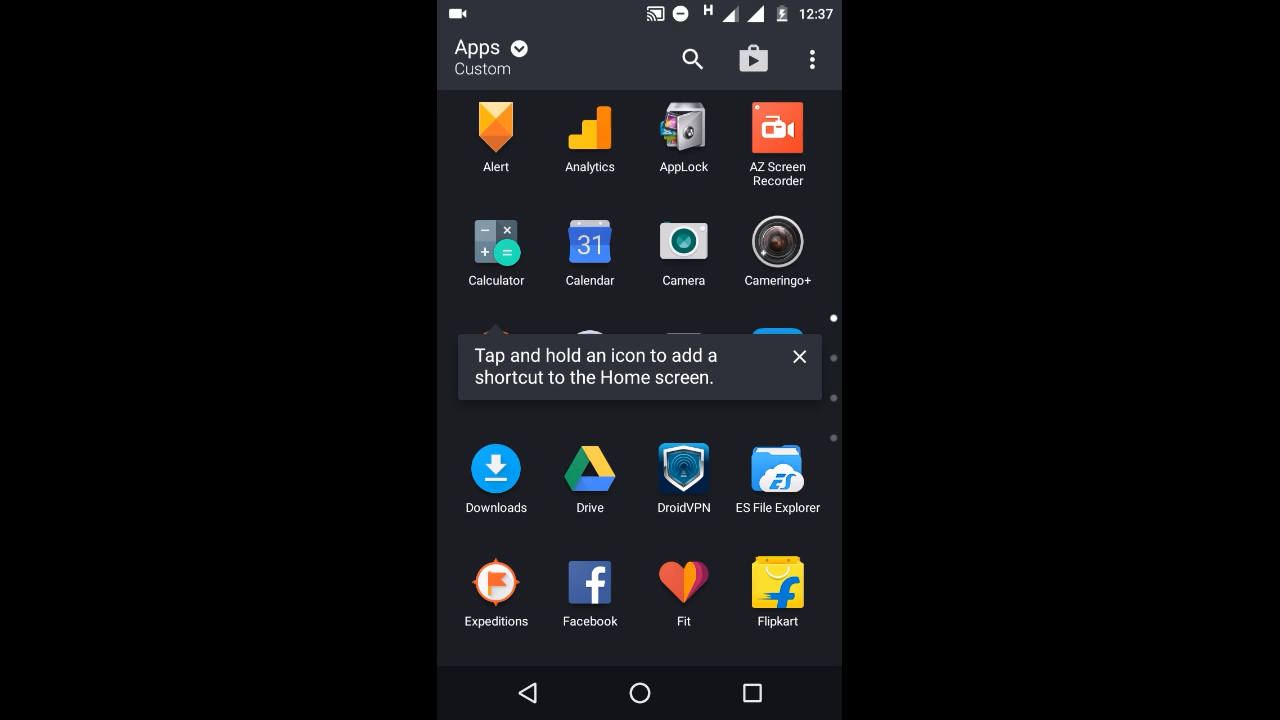 H 12:37
Apps
Custom
Alert Analytics AppLock AZ Screen
Recorder
Calculator Calendar Camera Cameringo+
31
Tap and hold an icon to add a
shortcut to the Home screen.
Downloads Drive DroidVPN ES File Explorer
ES
Expeditions Facebook Fit Flipkart
f
f